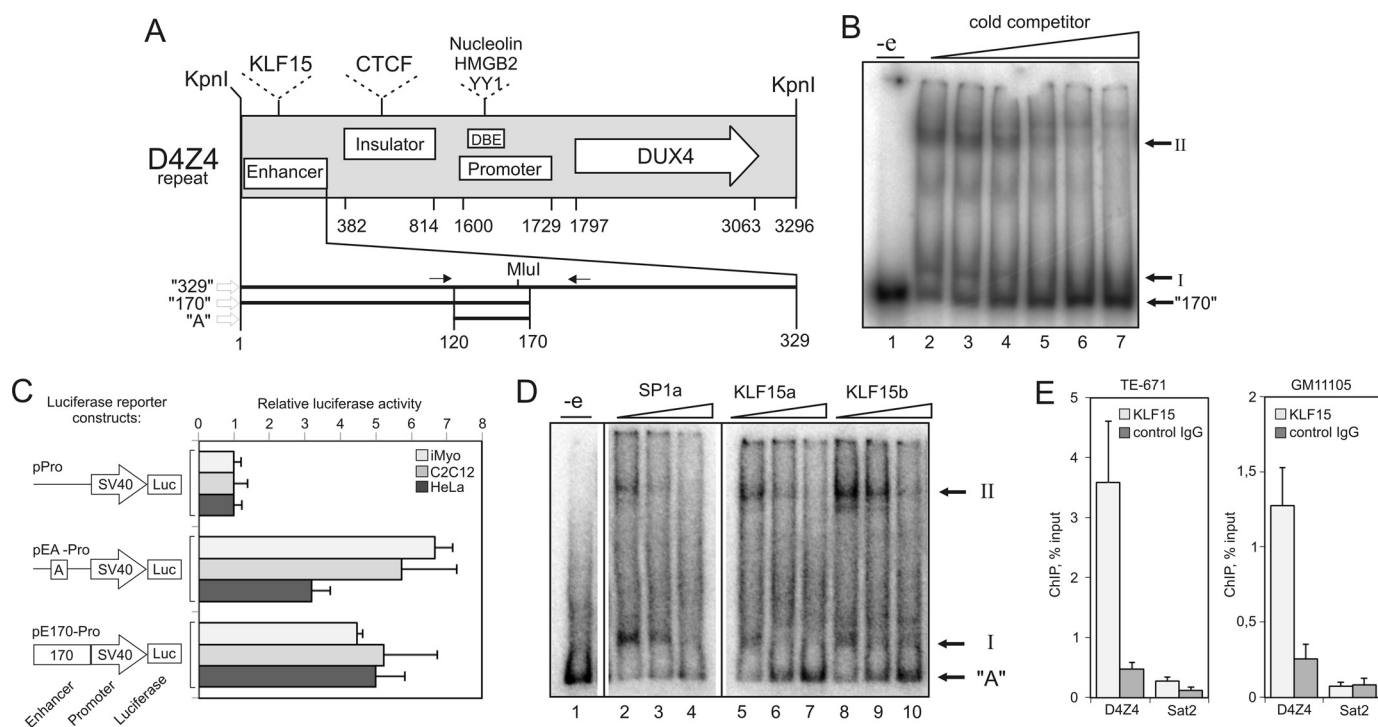 A
KLF15
CTCF
Nucleolin
HMGB2
YY1
KpnI
KpnI
D4Z4
repeat
Enhancer
Insulator
DBE
Promoter
DUX4
382
814
1600
1729
1797
3063
3296
MluI
"329"
"170"
"A"
1
120
170
329
B
cold competitor
-e
II
I
"170"
1 2 3 4 5 6 7
C
Luciferase reporter
constructs:
Relative luciferase activity
0 1 2 3 4 5 6 7 8
iMyo
C2C12
HeLa
pPro
SV40
Luc
pEA -Pro
A
SV40
Luc
pE170-Pro
170
SV40
Luc
Enhancer
Promoter
Luciferase
D
-e
SP1a
KLF15a
KLF15b
II
I
"A"
1 2 3 4 5 6 7 8 9 10
E
TE-671
KLF15
control IgG
ChIP, % input
5
4
3
2
1
0
D4Z4 Sat2
GM11105
KLF15
control IgG
ChIP, % input
2
1,5
1
0,5
0
D4Z4 Sat2